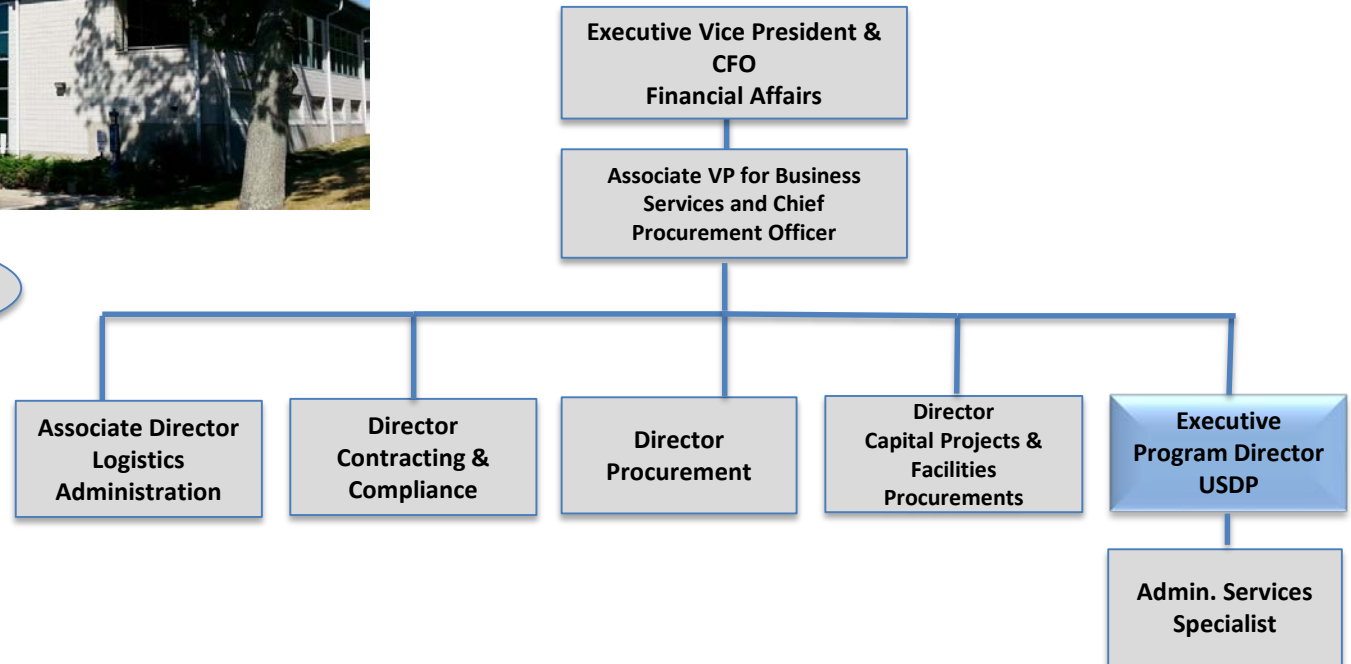 Executive Vice President &
CFO
Financial Affairs
Associate VP for Business
Services and Chief
Procurement Officer
Associate Director
Logistics
Administration
Director
Contracting &
Compliance
Director
Procurement
Director
Capital Projects &
Facilities
Procurements
Executive
Program Director
USDP
Admin. Services
Specialist